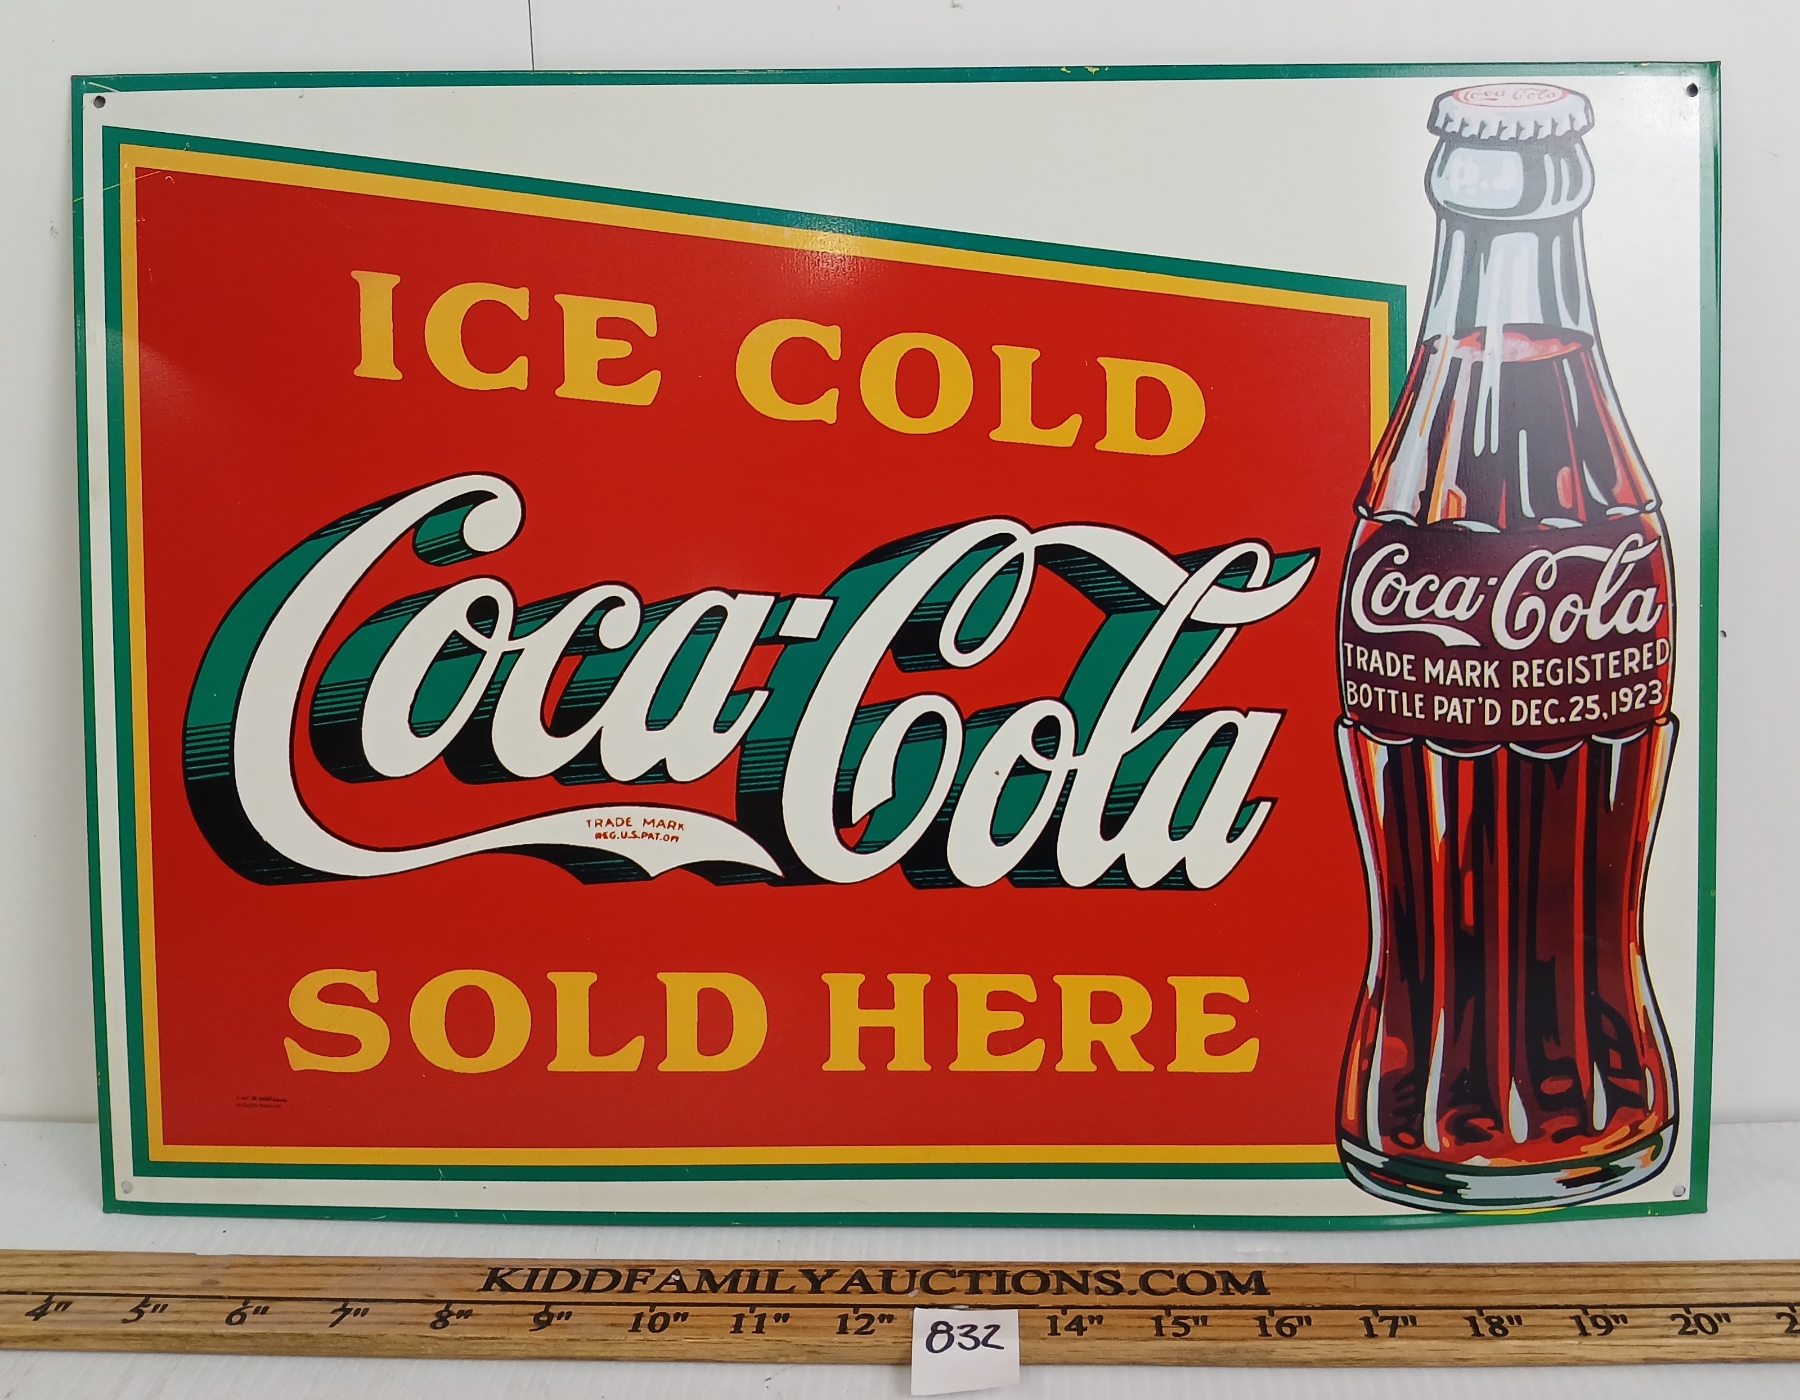 Coca-Cola
ICE COLD
Coca-Cola
TRADE MARK
REG.U.S.PAT.OFF
SOLD HERE
Coca-Cola
TRADE MARK REGISTERED
BOTTLE PAT'D DEC.25,1923
KIDDFAMILYAUCTIONS.COM
4" 5" 6" 7" 8" 9" 10" 11" 12" 14" 15" 16" 17" 18" 19" 20"
832